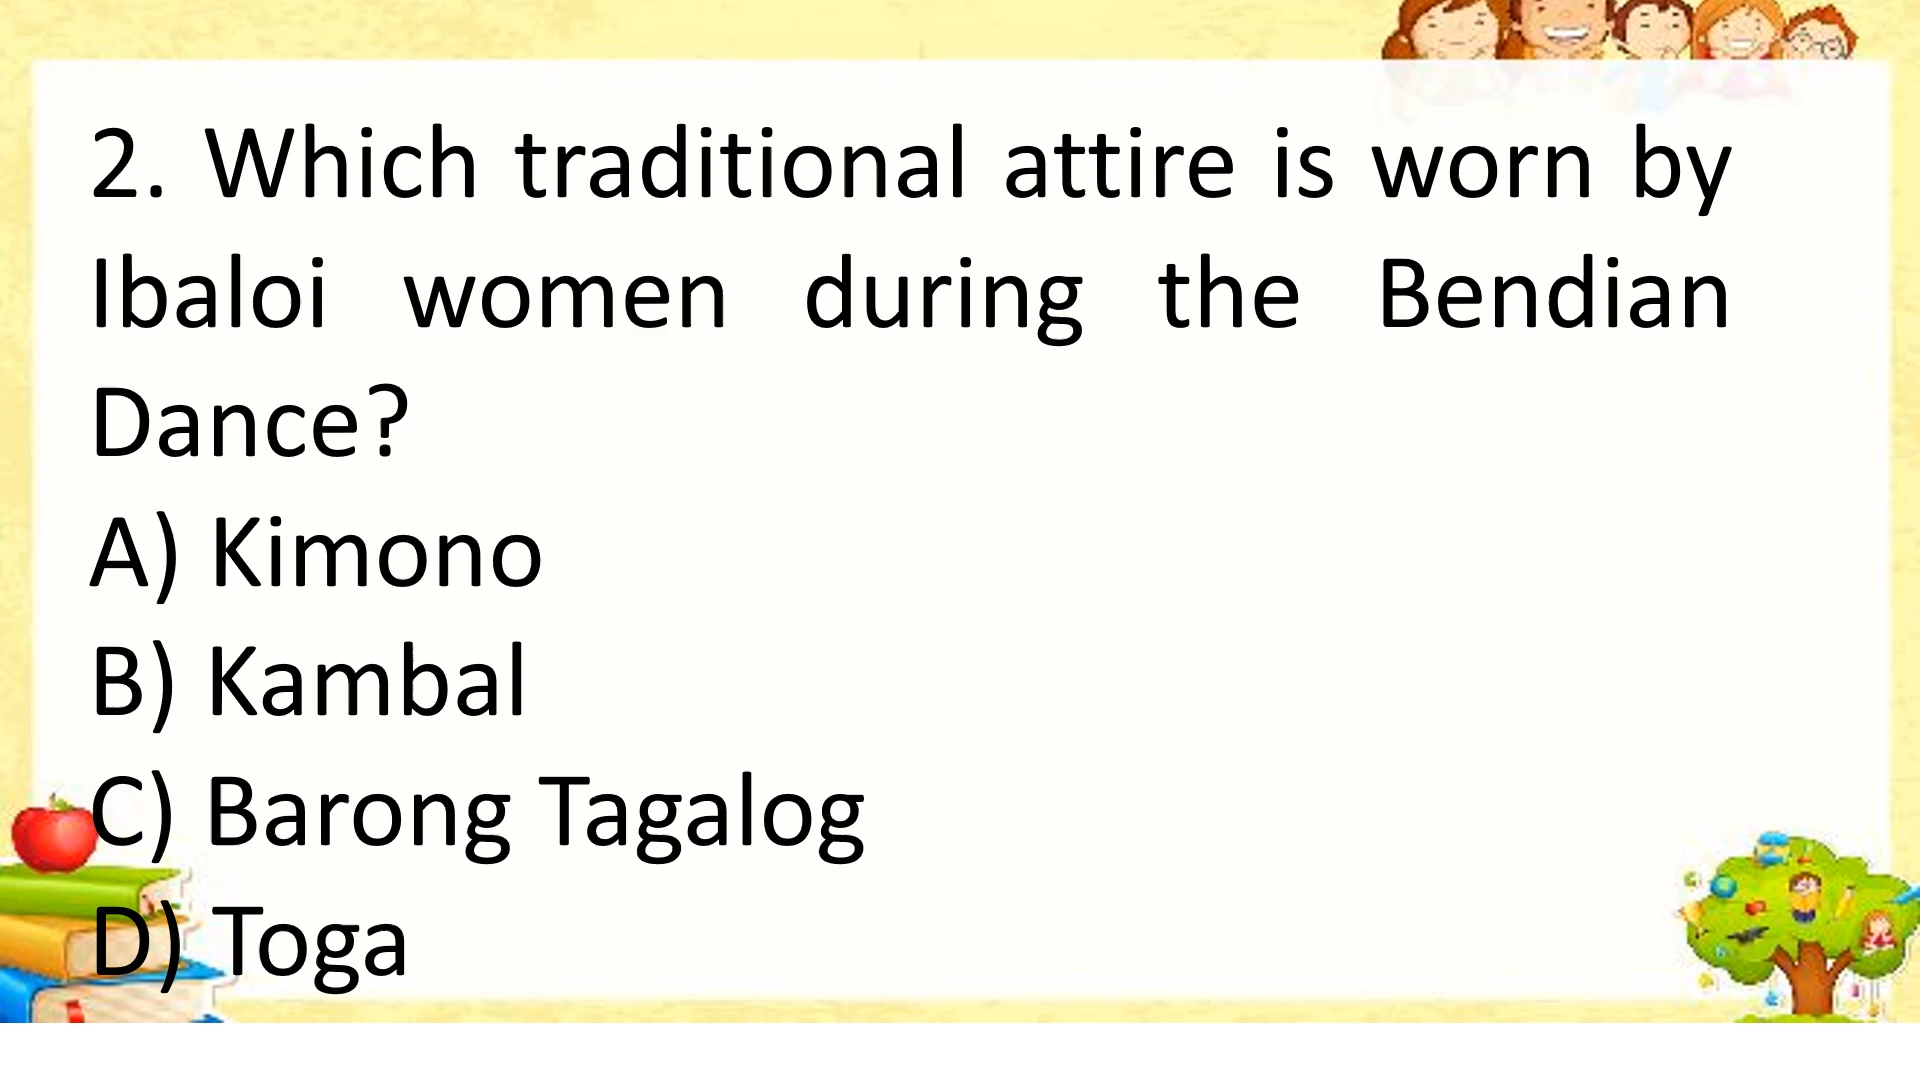 2. Which traditional attire is worn by
Ibaloi women during the Bendian
Dance?
A) Kimono
B) Kambal
C) Barong Tagalog
D) Toga